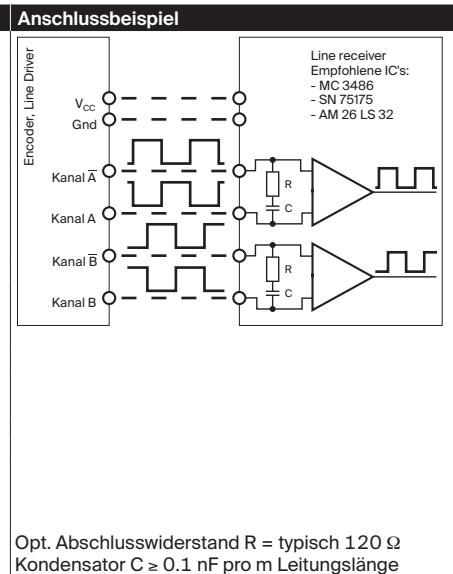 Anschlussbeispiel
Encoder, Line Driver
Line receiver
Empfohlene IC's:
- MC 3486
- SN 75175
- AM 26 LS 32
V_CC
Gnd
Kanal A̅
Kanal A
Kanal B̅
Kanal B
R
C
R
C
Opt. Abschlusswiderstand R = typisch 120 Ω
Kondensator C ≥ 0.1 nF pro m Leitungslänge